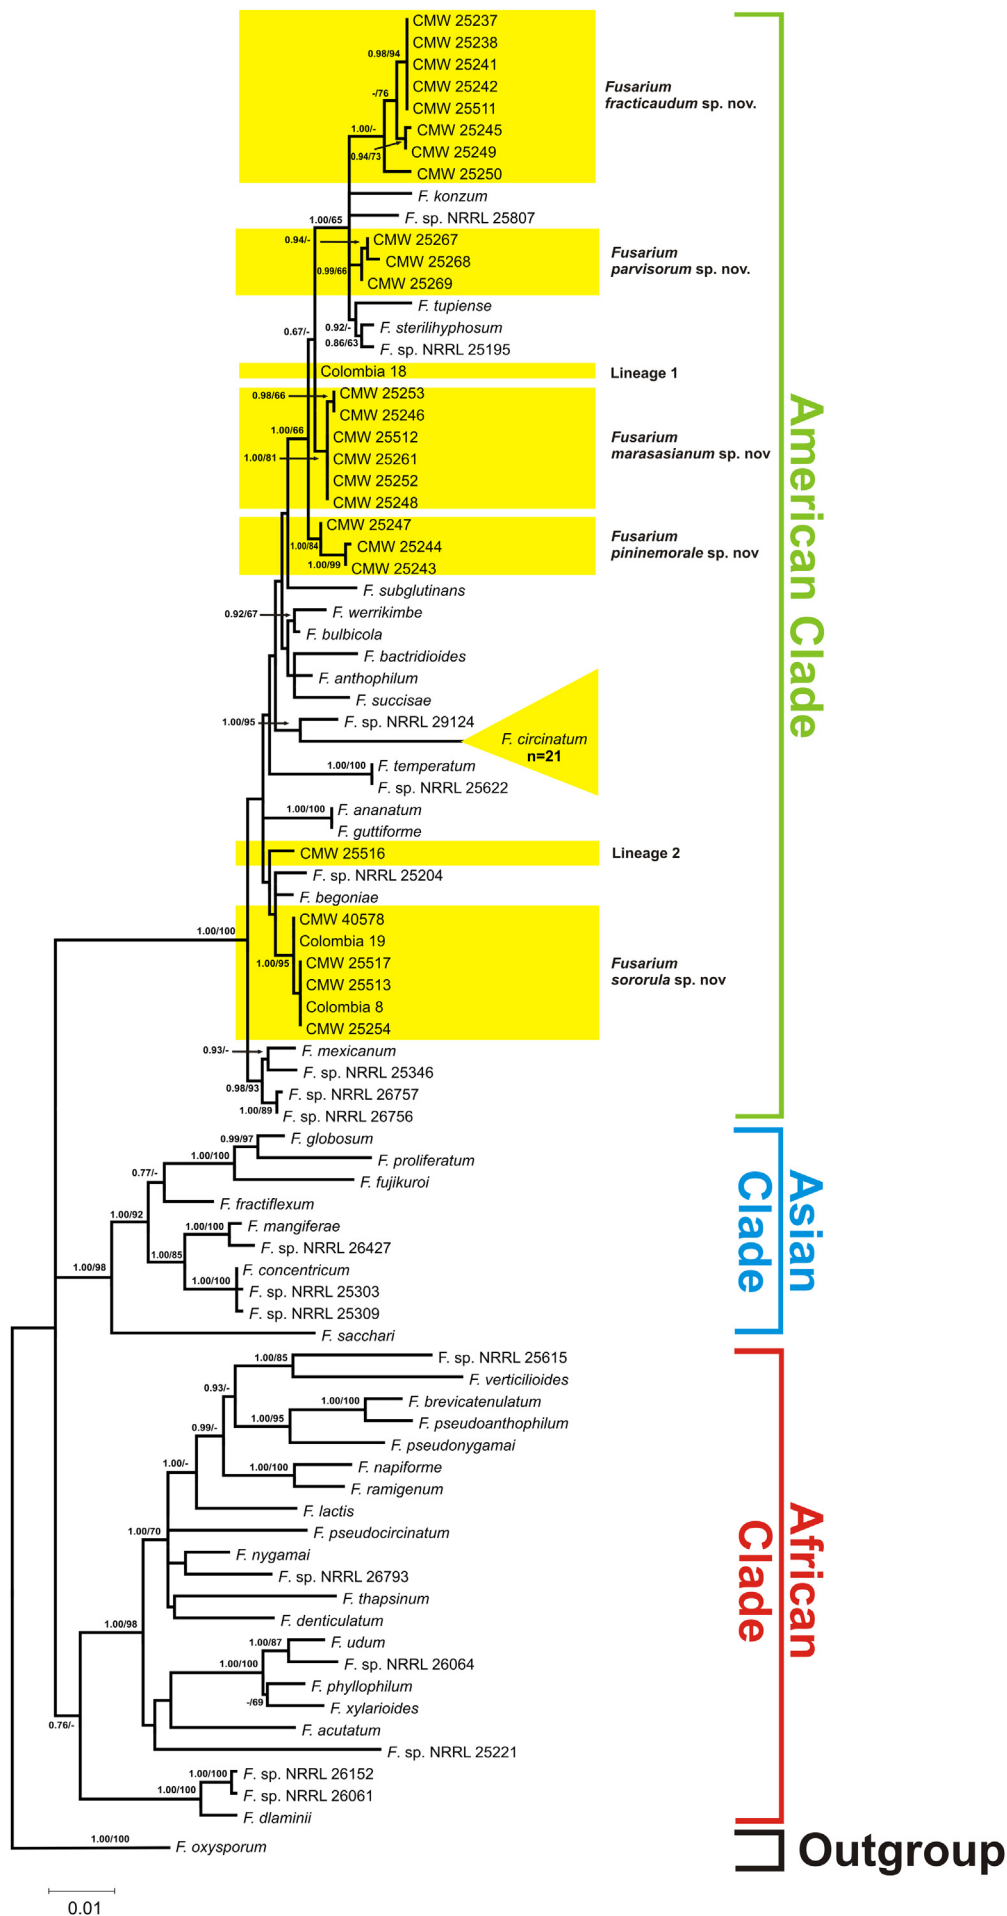 CMW 25237
CMW 25238
0.98/94
CMW 25241
CMW 25242
-/76
CMW 25511
Fusarium
fracticaudum sp. nov.
1.00/-
CMW 25245
0.94/73
CMW 25249
CMW 25250
F. konzum
1.00/65
F. sp. NRRL 25807
0.94/-
CMW 25267
CMW 25268
0.99/66
CMW 25269
Fusarium
parvisorum sp. nov.
F. tupiense
0.92/-
F. sterilihyphosum
0.67/-
0.86/63
F. sp. NRRL 25195
Colombia 18
Lineage 1
0.98/66
CMW 25253
CMW 25246
1.00/66
CMW 25512
1.00/81
CMW 25261
CMW 25252
CMW 25248
Fusarium
marasasianum sp. nov
CMW 25247
1.00/84
CMW 25244
1.00/99
CMW 25243
Fusarium
pininemorale sp. nov
F. subglutinans
0.92/67
F. werrikimbe
F. bulbicola
F. bactridioides
F. anthophilum
F. succisae
1.00/95
F. sp. NRRL 29124
F. circinatum
n=21
1.00/100
F. temperatum
F. sp. NRRL 25622
1.00/100
F. ananatum
F. guttiforme
CMW 25516
Lineage 2
F. sp. NRRL 25204
F. begoniae
1.00/100
CMW 40578
Colombia 19
1.00/95
CMW 25517
CMW 25513
Colombia 8
CMW 25254
Fusarium
sororula sp. nov
0.93/-
F. mexicanum
F. sp. NRRL 25346
0.98/93
F. sp. NRRL 26757
1.00/89
F. sp. NRRL 26756
American Clade
0.99/97
F. globosum
1.00/100
F. proliferatum
0.77/-
F. fujikuroi
F. fractiflexum
1.00/92
1.00/100
F. mangiferae
F. sp. NRRL 26427
1.00/85
1.00/98
F. concentricum
1.00/100
F. sp. NRRL 25303
F. sp. NRRL 25309
F. sacchari
Asian
Clade
1.00/85
F. sp. NRRL 25615
F. verticilioides
0.93/-
1.00/100
F. brevicatenulatum
1.00/95
F. pseudoanthophilum
0.99/-
F. pseudonygamai
1.00/-
1.00/100
F. napiforme
F. ramigenum
F. lactis
1.00/70
F. pseudocircinatum
F. nygamai
F. sp. NRRL 26793
F. thapsinum
1.00/98
F. denticulatum
1.00/87
F. udum
1.00/100
F. sp. NRRL 26064
F. phyllophilum
-/69
F. xylarioides
0.76/-
F. acutatum
F. sp. NRRL 25221
1.00/100
F. sp. NRRL 26152
1.00/100
F. sp. NRRL 26061
F. dlaminii
African
Clade
1.00/100
F. oxysporum
Outgroup
0.01